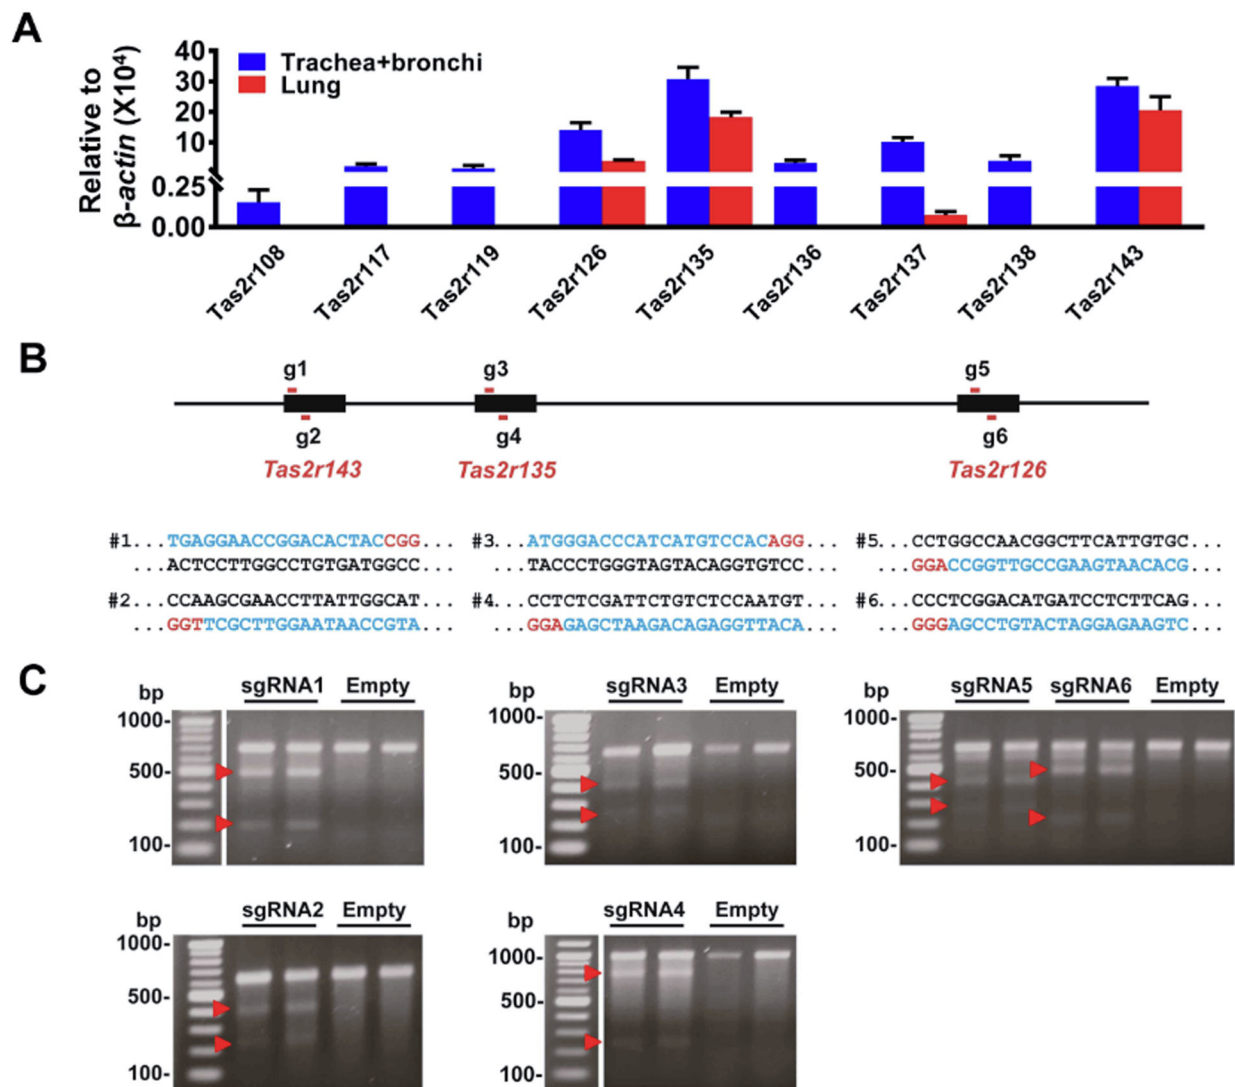 A
Relative to
β-actin (X10⁴)
40
30
20
10
0.25
0.00
Trachea+bronchi
Lung
Tas2r108
Tas2r117
Tas2r119
Tas2r126
Tas2r135
Tas2r136
Tas2r137
Tas2r138
Tas2r143
B
g1 g3 g5
g2 g4 g6
Tas2r143 Tas2r135 Tas2r126
#1...TGAGGAACCGGACACTACCGG... #3...ATGGGACCCATCATGTCCACAGG... #5...CCTGGCCAACGGCTTCATTGTGC...
...ACTCCTTGGCCTGTGATGGCC... ...TACCCTGGGTAGTACAGGTGTCC... ...GGACCGGTTGCCGAAGTAACACG...
#2...CCAAGCGAACCTTATTGGCAT... #4...CCTCTCGATTCTGTCTCCAATGT... #6...CCCTCGGACATGATCCTCTTCAG...
...GGTTCGCTTGGAATAACCGTA... ...GGAGAGCTAAGACAGAGGTTACA... ...GGGAGCCTGTACTAGGAGAAGTC...
C
bp sgRNA1 Empty
1000-
500-
100-
bp sgRNA3 Empty
1000-
500-
100-
bp sgRNA5 sgRNA6 Empty
1000-
500-
100-
bp sgRNA2 Empty
1000-
500-
100-
bp sgRNA4 Empty
1000-
500-
100-